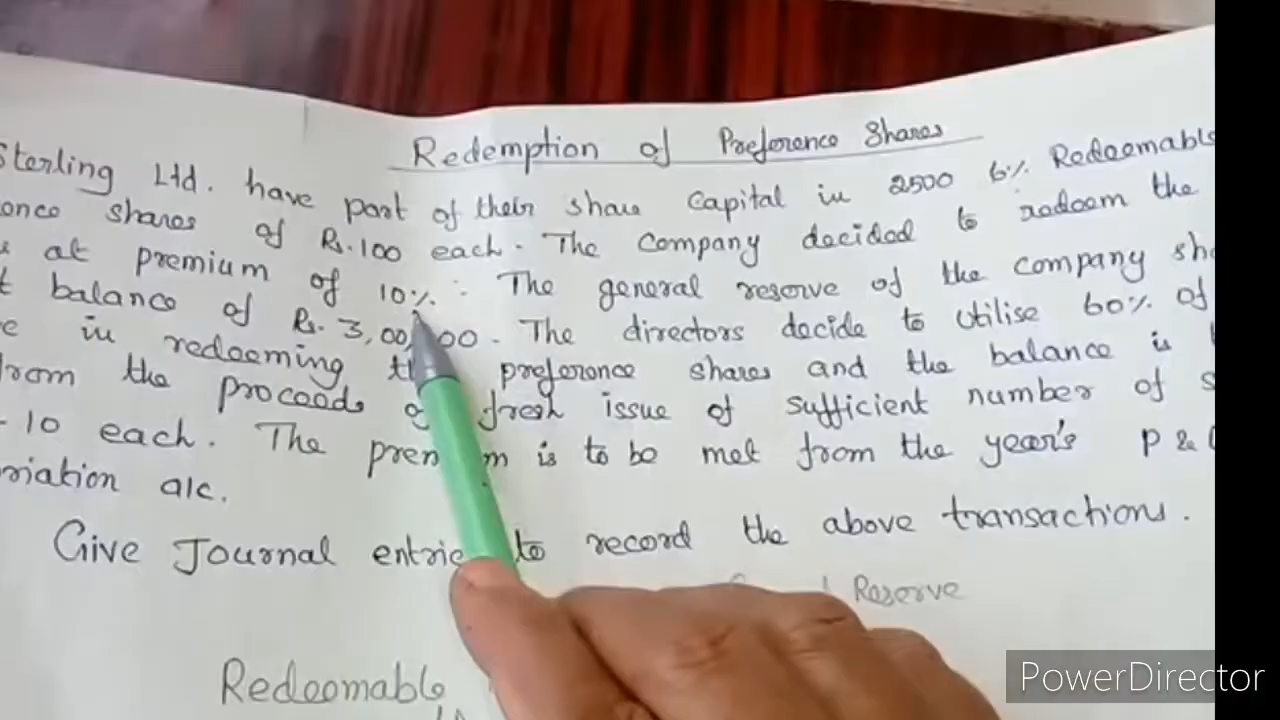 Redemption of Preference Shares
Sterling Ltd. have part of their share capital in 2500 6% Redeemable
ence shares of Rs.100 each. The company decided to redeem the
at premium of 10%. The general reserve of the company sh
t balance of Rs. 3,00,000. The directors decide to utilise 60% of
e in redeeming preference shares and the balance is
from the proceeds of fresh issue of sufficient number of s
10 each. The premium is to be met from the year's P &
riation a/c.
Give Journal entries to record the above transactions.
Reserve
Redeemable
PowerDirector